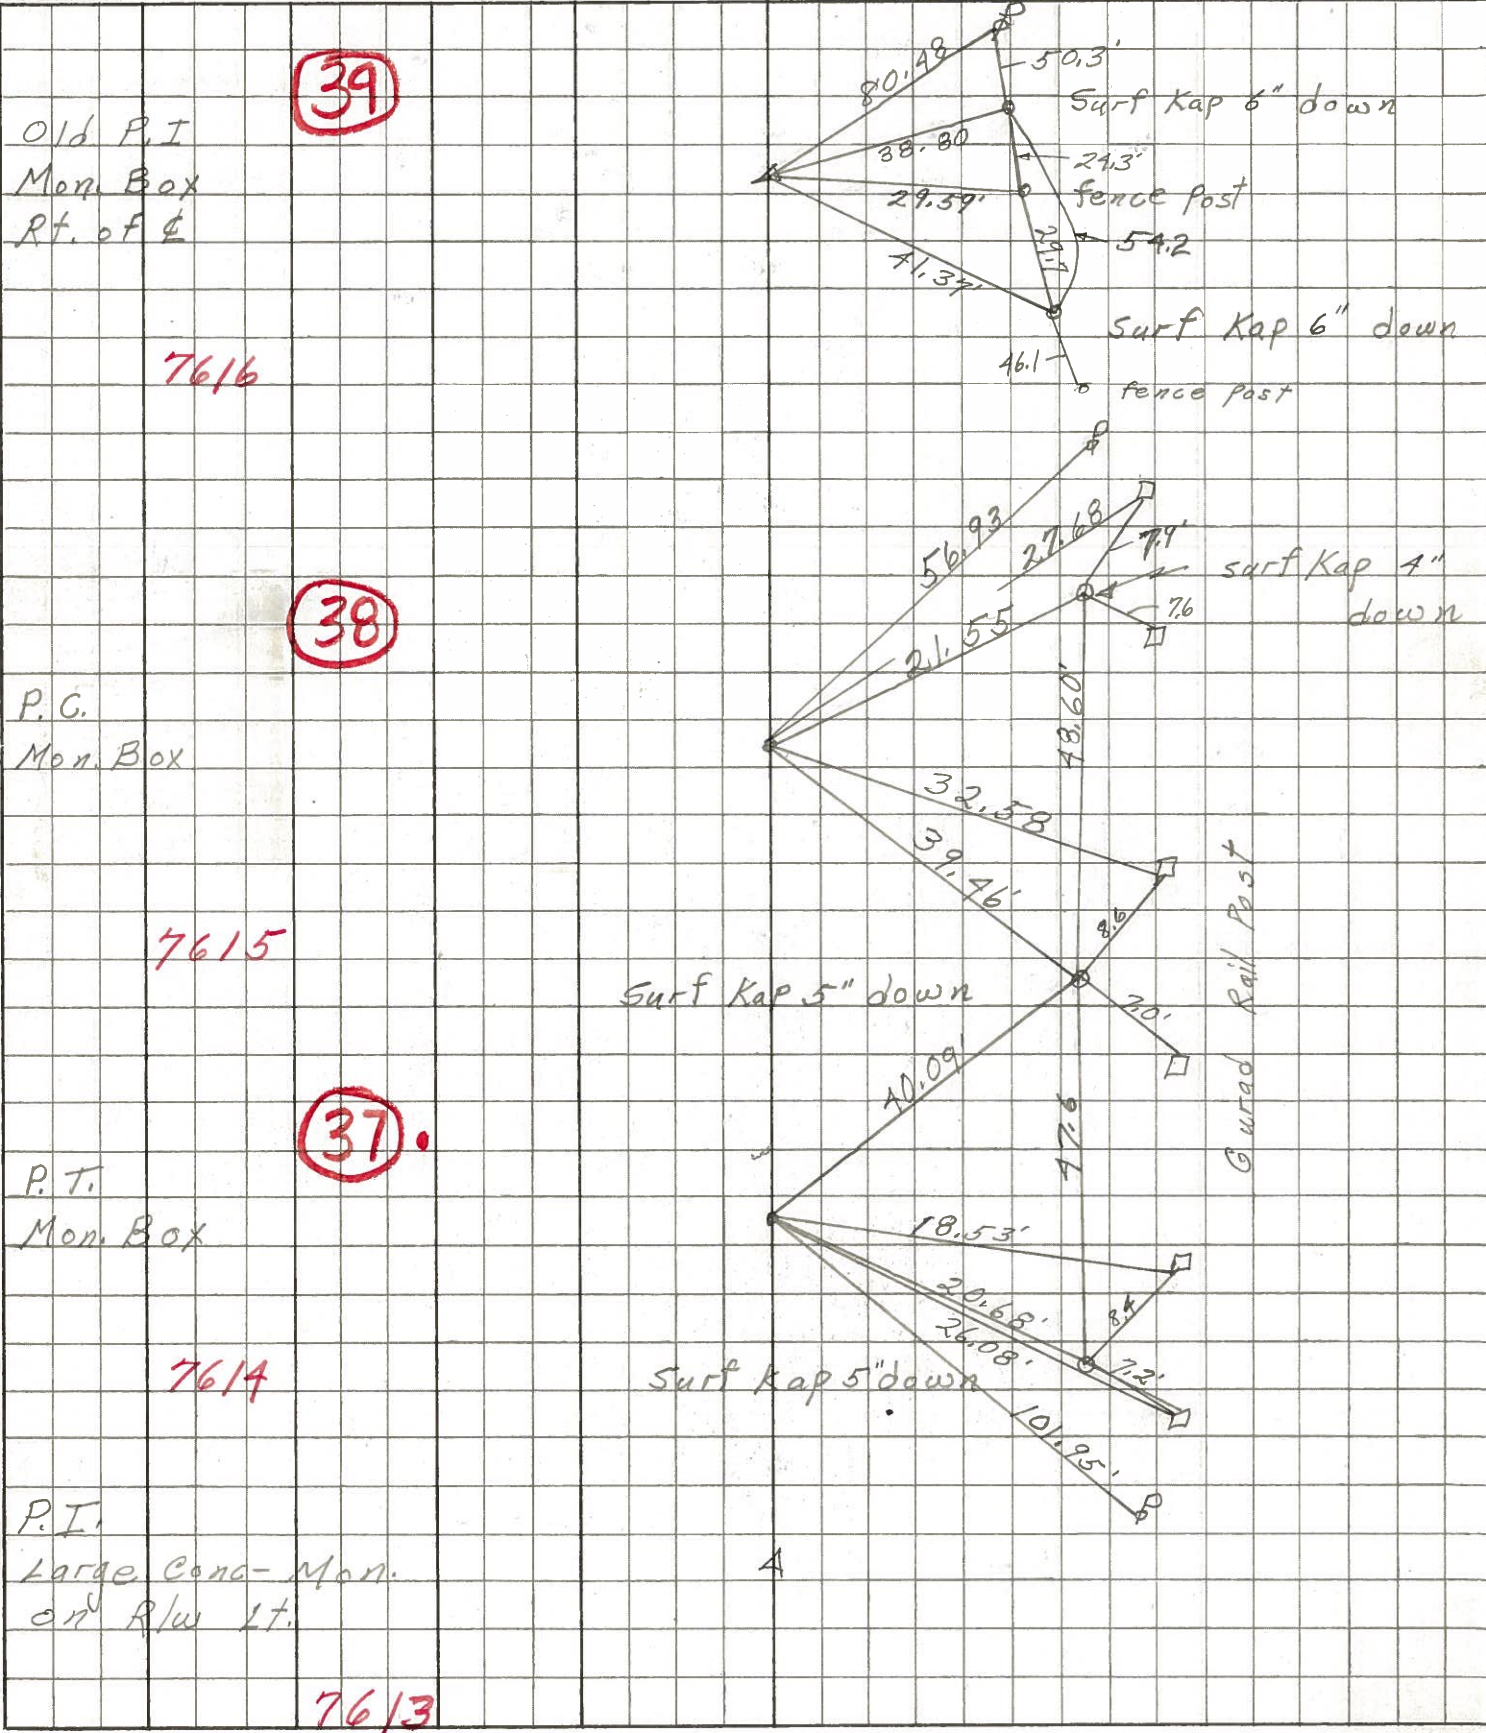 39
Old P.I
Mon. Box
Rt. of ℄
7616
80.48
50.3'
Surf Kap 6" down
38.80
24.3'
29.59'
fence Post
54.2
29.7
41.37'
Surf Kap 6" down
46.1
fence Post
38
P.C.
Mon. Box
7615
56.93
27.68
7.9'
surf Kap 4"
down
7.6
21.55
48.60'
32.58
39.46'
8.6
Surf Kap 5" down
7.0'
Gurad Rail Post
40.09'
47.6
37.
P.T.
Mon. Box
7614
18.53'
20.68'
26.08'
8.4
7.2'
Surf Kap 5" down
101.95'
P.I.
Large Conc- Mon.
on R/w Lt.
7613